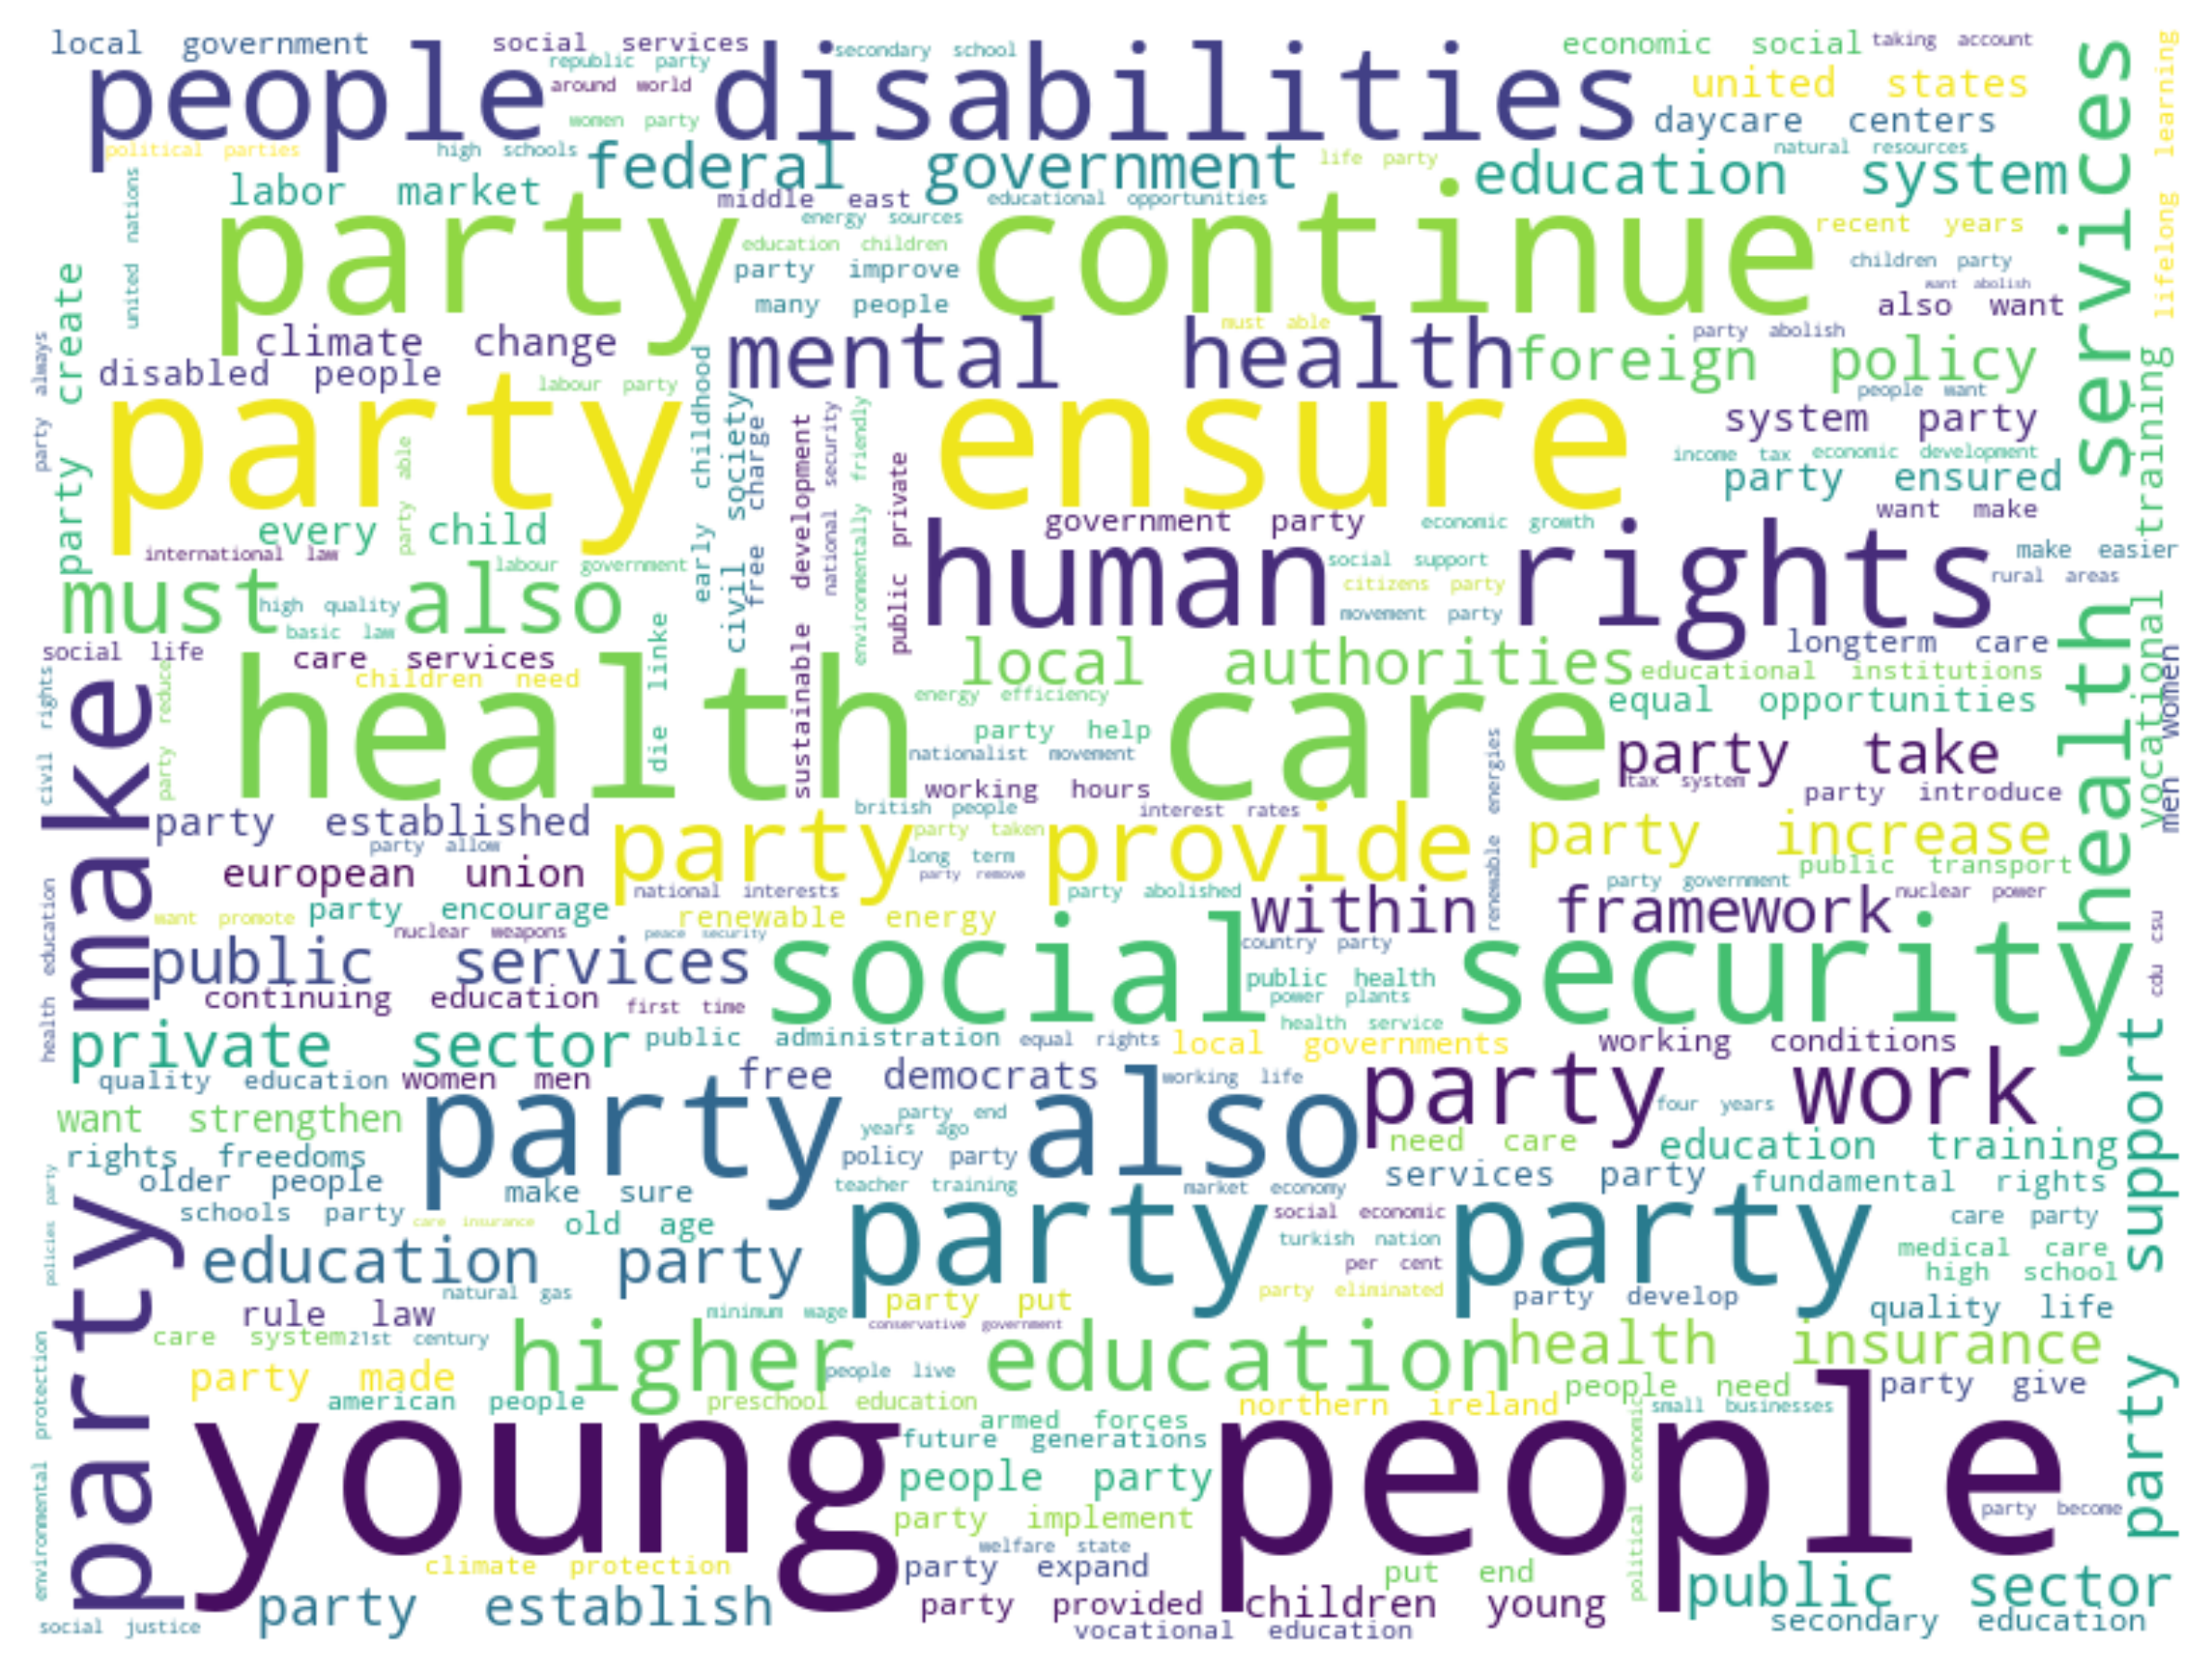 local government
social services
secondary school
economic social
taking account
people disabilities
republic party
around world
women party
united states
daycare centers
political parties
high schools
federal government
life party
natural resources
education system
labor market
middle east
educational opportunities
energy sources
party continue
recent years
education children
party improve
children party
many people
want abolish
also want
climate change
mental health
must able
party abolish
foreign policy
disabled people
labour party
people want
party ensure
system party
income tax
economic development
party ensured
want make
every child
government party
economic growth
international law
labour government
human rights
social support
make easier
rural areas
citizens party
must also
high quality
movement party
basic law
longterm care
social life
care services
local authorities
educational institutions
children need
health care
energy efficiency
equal opportunities
party help
nationalist movement
party take
tax system
working hours
party introduce
british people
interest rates
party established
party provide
party taken
party increase
party allow
long term
public transport
european union
party remove
party government
national interests
party abolished
within framework
nuclear power
want promote
party encourage
renewable energy
nuclear weapons
peace security
country party
public services
social security
public health
continuing education
first time
power plants
health service
private sector
public administration
equal rights
local governments
working conditions
quality education
women men
free democrats
working life
party work
want strengthen
party also
party end
four years
years ago
need care
education training
rights freedoms
policy party
older people
make sure
teacher training
market economy
services party
fundamental rights
schools party
care insurance
old age
party party
social economic
care party
turkish nation
education party
per cent
medical care
high school
natural gas
party eliminated
party develop
rule law
minimum wage
party put
quality life
care system
21st century
conservative government
higher education
health insurance
party made
people live
people need
party give
american people
preschool education
northern ireland
small businesses
young people
armed forces
future generations
people party
party become
party implement
welfare state
climate protection
party expand
put end
public sector
party establish
party provided
children young
social justice
vocational education
secondary education
united nations
party create
party always
party able
party reduce
civil rights
party make
health education
policies party
environmental protection
early childhood
civil society
free charge
die linke
sustainable development
national security
environmentally friendly
public private
renewable energies
health services
lifelong learning
vocational training
men women
cdu csu
party support
political economic